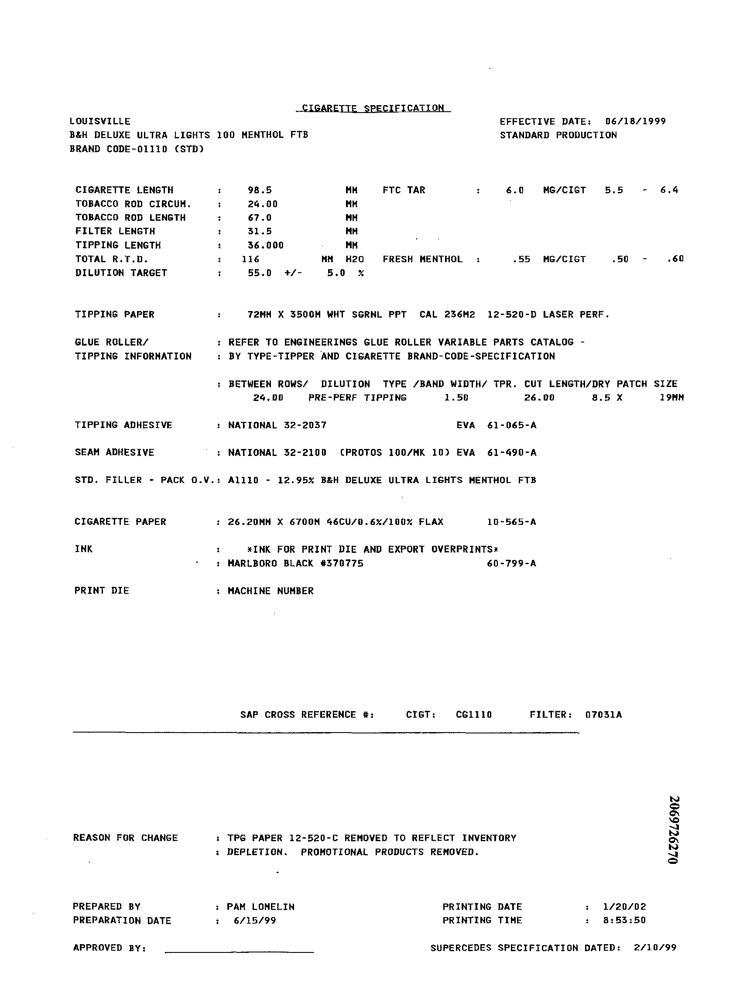 CIGARETTE SPECIFICATION
LOUISVILLE EFFECTIVE DATE: 06/18/1999
B&H DELUXE ULTRA LIGHTS 100 MENTHOL FTB STANDARD PRODUCTION
BRAND CODE-01110 (STD)
CIGARETTE LENGTH : 98.5 MM FTC TAR : 6.0 MG/CIGT 5.5 - 6.4
TOBACCO ROD CIRCUM. : 24.00 MM
TOBACCO ROD LENGTH : 67.0 MM
FILTER LENGTH : 31.5 MM
TIPPING LENGTH : 36.000 MM
TOTAL R.T.D. : 116 MM H2O FRESH MENTHOL : .55 MG/CIGT .50 - .60
DILUTION TARGET : 55.0 +/- 5.0 %
TIPPING PAPER : 72MM X 3500M WHT SGRNL PPT CAL 236M2 12-520-D LASER PERF.
GLUE ROLLER/ : REFER TO ENGINEERINGS GLUE ROLLER VARIABLE PARTS CATALOG -
TIPPING INFORMATION : BY TYPE-TIPPER AND CIGARETTE BRAND-CODE-SPECIFICATION
: BETWEEN ROWS/ DILUTION TYPE /BAND WIDTH/ TPR. CUT LENGTH/DRY PATCH SIZE
24.00 PRE-PERF TIPPING 1.50 26.00 8.5 X 19MM
TIPPING ADHESIVE : NATIONAL 32-2037 EVA 61-065-A
SEAM ADHESIVE : NATIONAL 32-2100 (PROTOS 100/MK 10) EVA 61-490-A
STD. FILLER - PACK O.V.: A1110 - 12.95% B&H DELUXE ULTRA LIGHTS MENTHOL FTB
CIGARETTE PAPER : 26.20MM X 6700M 46CU/0.6%/100% FLAX 10-565-A
INK : *INK FOR PRINT DIE AND EXPORT OVERPRINTS*
: MARLBORO BLACK #370775 60-799-A
PRINT DIE : MACHINE NUMBER
SAP CROSS REFERENCE #: CIGT: CG1110 FILTER: 07031A
2069726270
REASON FOR CHANGE : TPG PAPER 12-520-C REMOVED TO REFLECT INVENTORY
: DEPLETION. PROMOTIONAL PRODUCTS REMOVED.
PREPARED BY : PAM LOMELIN PRINTING DATE : 1/20/02
PREPARATION DATE : 6/15/99 PRINTING TIME : 8:53:50
APPROVED BY: SUPERCEDES SPECIFICATION DATED: 2/10/99